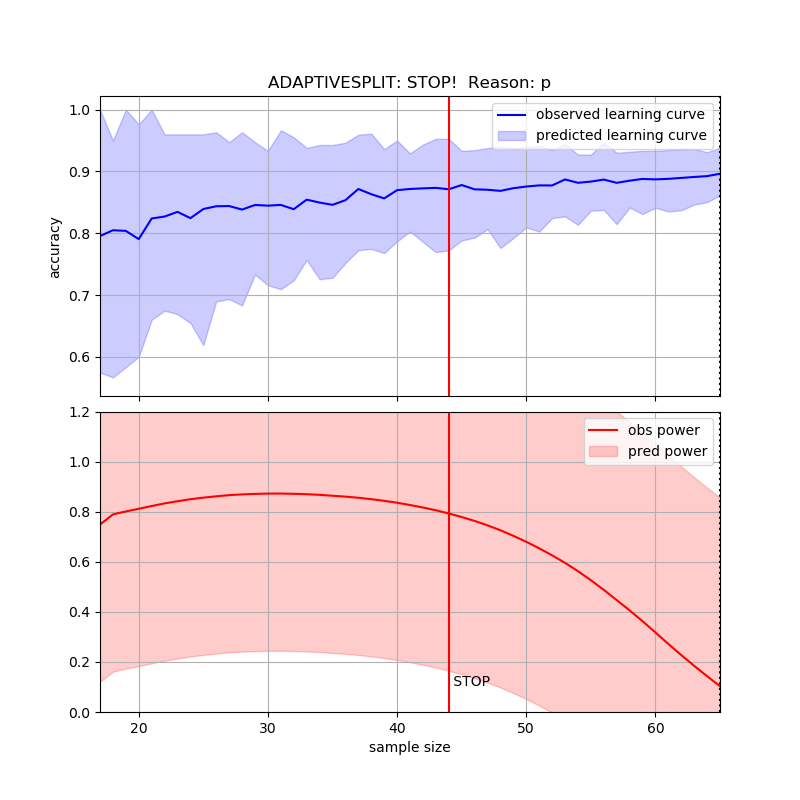 ADAPTIVESPLIT: STOP!  Reason: p
1.0
0.9
0.8
0.7
0.6
accuracy
observed learning curve
predicted learning curve
1.2
1.0
0.8
0.6
0.4
0.2
0.0
obs power
pred power
STOP
20 30 40 50 60
sample size